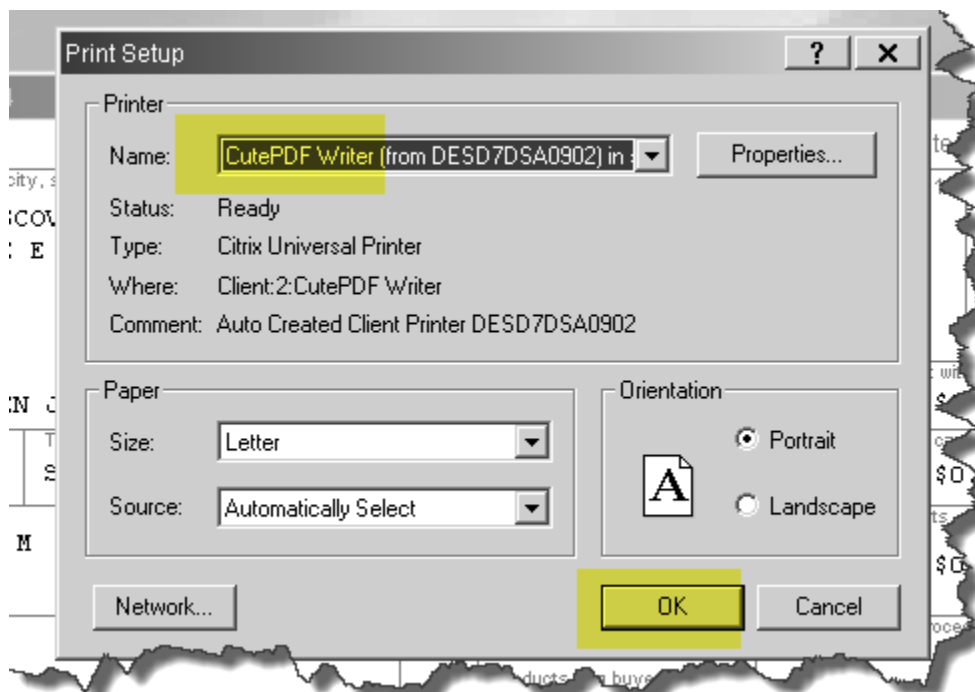 Print Setup
Printer
Name: CutePDF Writer (from DESD7DSA0902) in
Properties...
Status: Ready
Type: Citrix Universal Printer
Where: Client:2:CutePDF Writer
Comment: Auto Created Client Printer DESD7DSA0902
Paper
Size: Letter
Source: Automatically Select
Orientation
A
Portrait
Landscape
Network...
OK
Cancel